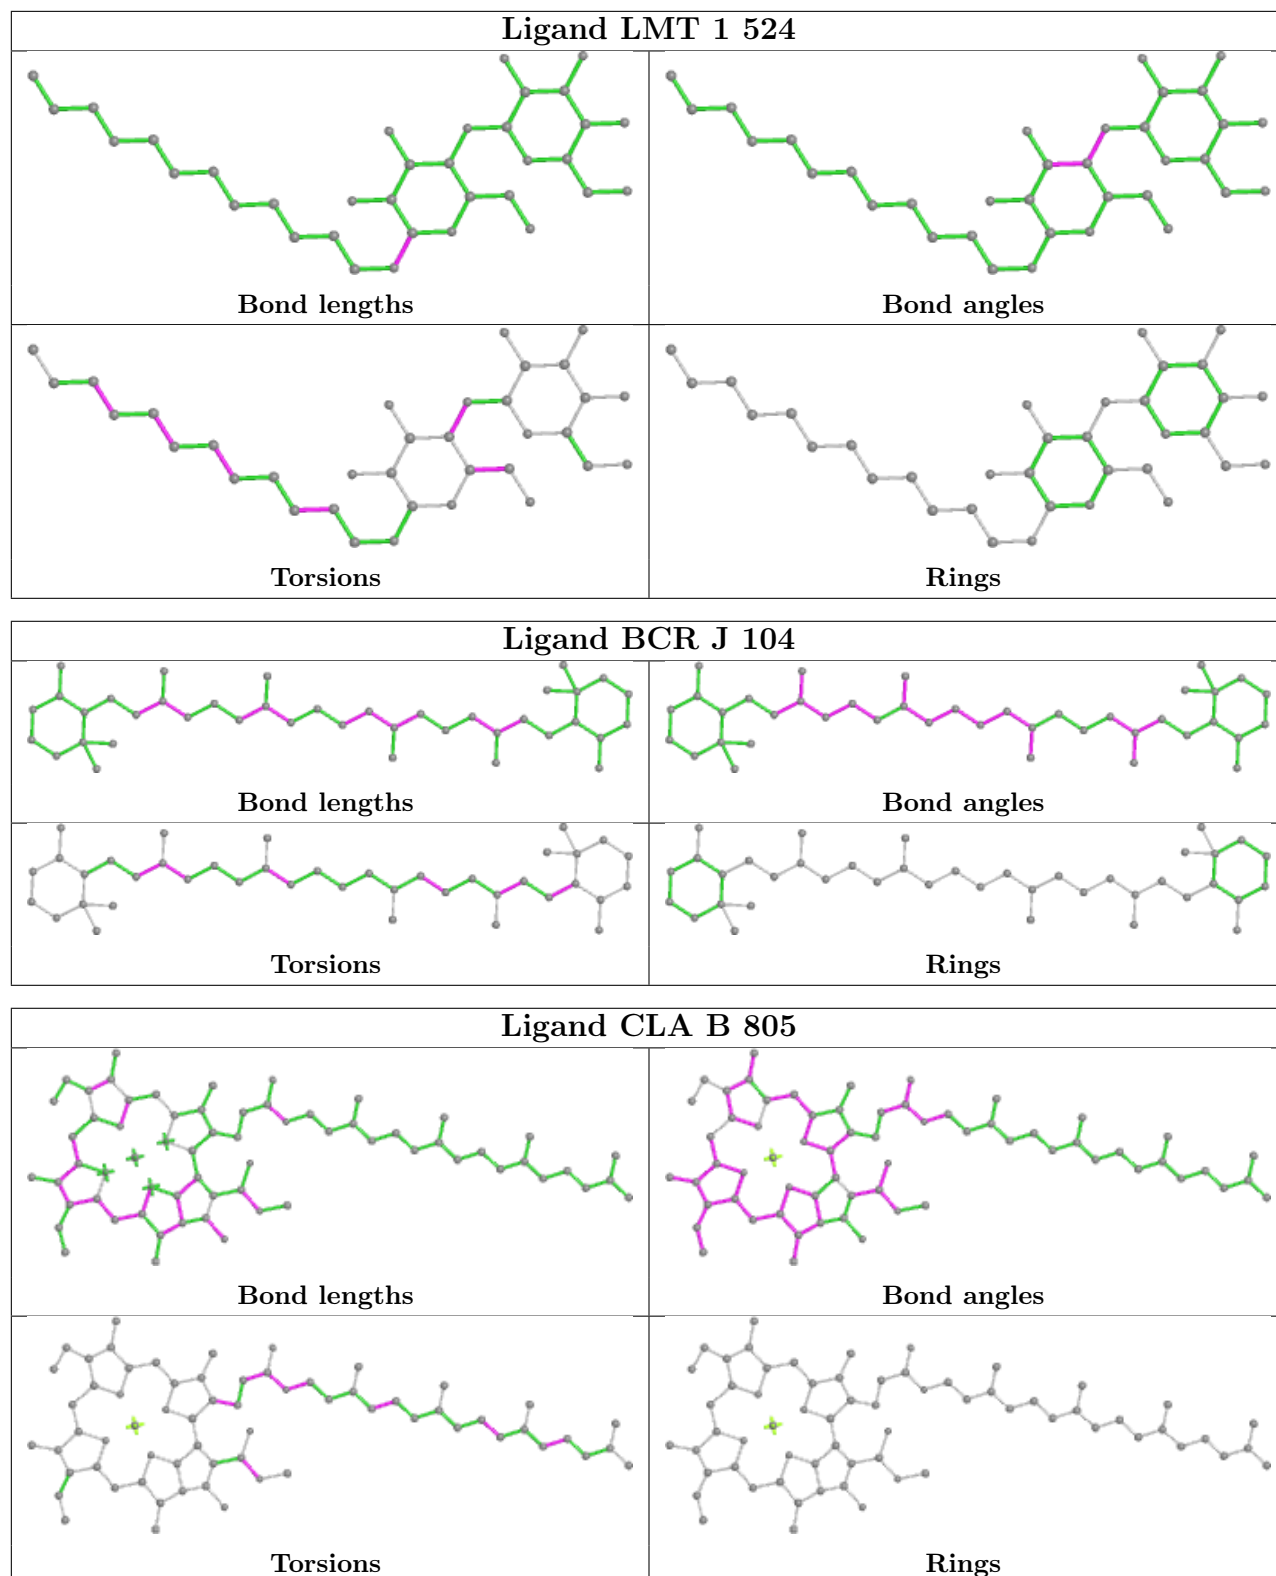 Ligand LMT 1 524
Bond lengths
Bond angles
Torsions
Rings
Ligand BCR J 104
Bond lengths
Bond angles
Torsions
Rings
Ligand CLA B 805
Bond lengths
Bond angles
Torsions
Rings